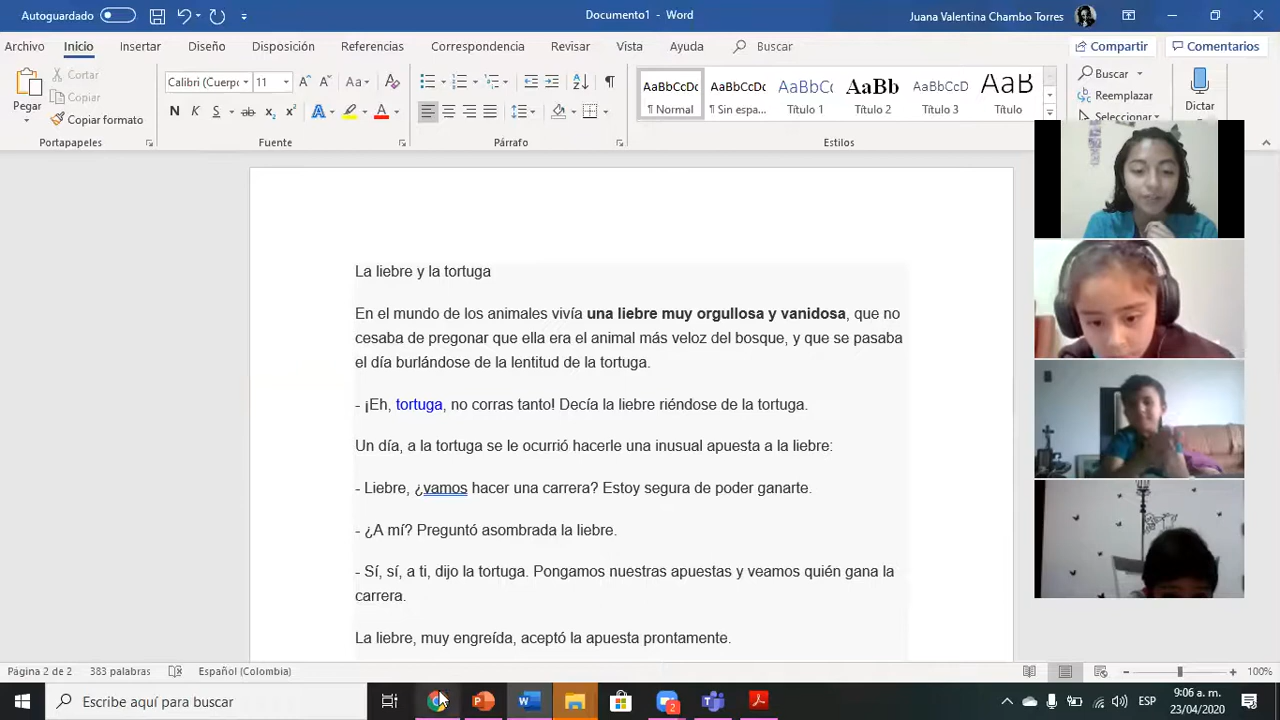 Autoguardado
Documento1 - Word
Juana Valentina Chambo Torres
Archivo Inicio Insertar Diseño Disposición Referencias Correspondencia Revisar Vista Ayuda Buscar
Compartir Comentarios
Pegar
Cortar
Copiar
Copiar formato
Portapapeles
Calibri (Cuerp 11
N K S ab x₂ x²
Fuente
Párrafo
AaBbCcDc AaBbCcDc AaBbCc AaBb AaBbCcD AaB
¶ Normal ¶ Sin espa... Título 1 Título 2 Título 3 Título
Estilos
Buscar
Reemplazar
Seleccionar
Dictar
La liebre y la tortuga
En el mundo de los animales vivía una liebre muy orgullosa y vanidosa, que no
cesaba de pregonar que ella era el animal más veloz del bosque, y que se pasaba
el día burlándose de la lentitud de la tortuga.
- ¡Eh, tortuga, no corras tanto! Decía la liebre riéndose de la tortuga.
Un día, a la tortuga se le ocurrió hacerle una inusual apuesta a la liebre:
- Liebre, ¿vamos hacer una carrera? Estoy segura de poder ganarte.
- ¿A mí? Preguntó asombrada la liebre.
- Sí, sí, a ti, dijo la tortuga. Pongamos nuestras apuestas y veamos quién gana la
carrera.
La liebre, muy engreída, aceptó la apuesta prontamente.
Página 2 de 2 383 palabras Español (Colombia) 100%
Escribe aquí para buscar
2
ESP
9:06 a. m.
23/04/2020